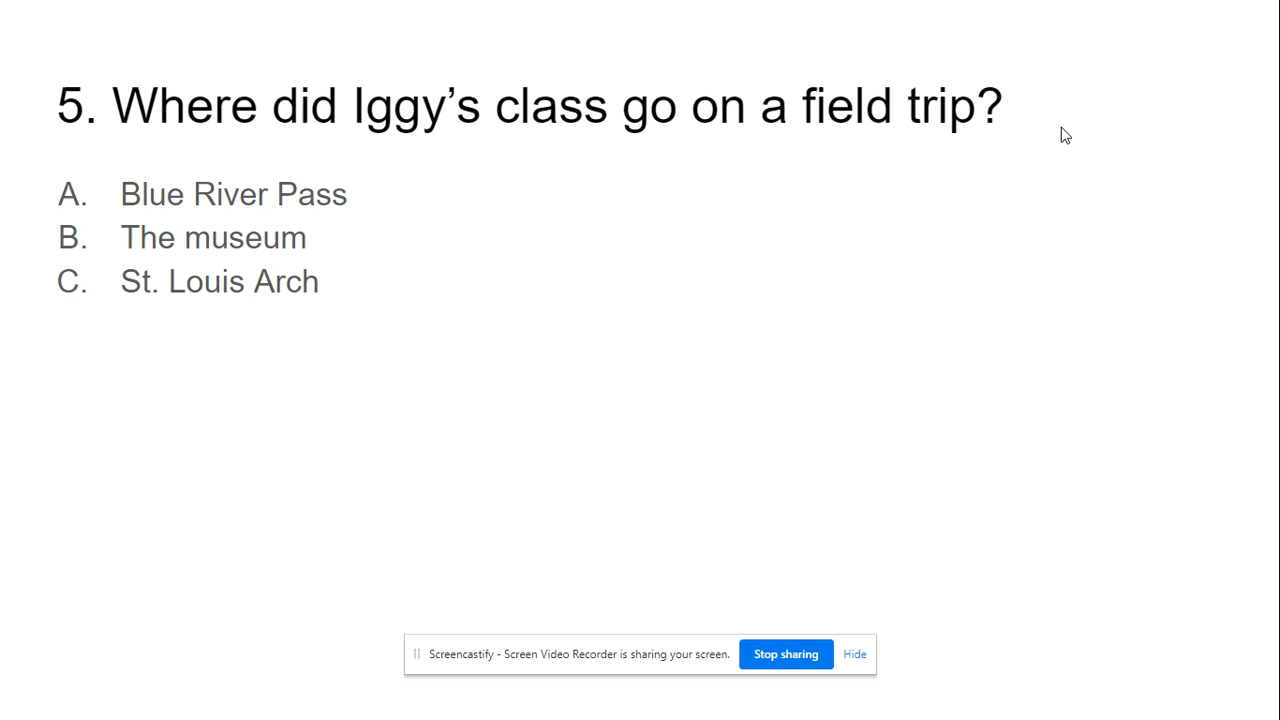 5. Where did Iggy’s class go on a field trip?
A. Blue River Pass
B. The museum
C. St. Louis Arch
Screencastify - Screen Video Recorder is sharing your screen. Stop sharing Hide